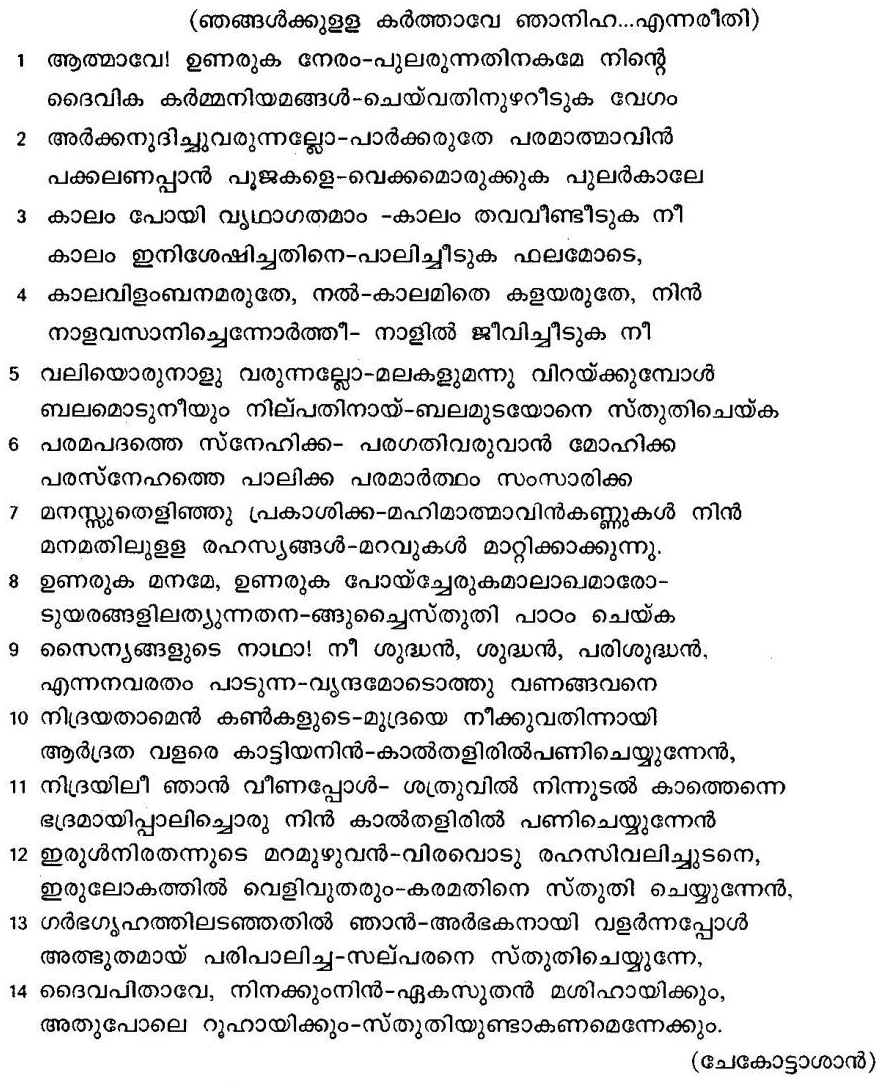 (ഞങ്ങൾക്കുളള കർത്താവേ ഞാനിഹ...എന്നരീതി)
1 ആത്മാവേ! ഉണരുക നേരം-പുലരുന്നതിനകമേ നിന്റെ
ദൈവിക കർമ്മനിയമങ്ങൾ-ചെയ്‌വതിനുഴറീടുക വേഗം
2 അർക്കനുദിച്ചുവരുന്നല്ലോ-പാർക്കരുതേ പരമാത്മാവിൻ
പക്കലണപ്പാൻ പൂജകളെ-വെക്കമൊരുക്കുക പുലർകാലേ
3 കാലം പോയി വൃഥാഗതമാം -കാലം തവവീണ്ടീടുക നീ
കാലം ഇനിശേഷിച്ചതിനെ-പാലിച്ചീടുക ഫലമോടെ,
4 കാലവിളംബനമരുതേ, നൽ-കാലമിതെ കളയരുതേ, നിൻ
നാളവസാനിച്ചെന്നോർത്തീ- നാളിൽ ജീവിച്ചീടുക നീ
5 വലിയൊരുനാളു വരുന്നല്ലോ-മലകളുമന്നു വിറയ്ക്കുമ്പോൾ
ബലമൊടുനീയും നില്പതിനായ്-ബലമുടയോനെ സ്തുതിചെയ്ക
6 പരമപദത്തെ സ്നേഹിക്ക- പരഗതിവരുവാൻ മോഹിക്ക
പരസ്നേഹത്തെ പാലിക്ക പരമാർത്ഥം സംസാരിക്ക
7 മനസ്സുതെളിഞ്ഞു പ്രകാശിക്ക-മഹിമാത്മാവിൻകണ്ണുകൾ നിൻ
മനമതിലുളള രഹസ്യങ്ങൾ-മറവുകൾ മാറ്റിക്കാക്കുന്നു.
8 ഉണരുക മനമേ, ഉണരുക പോയ്ച്ചേരുകമാലാഖമാരോ-
ടുയരങ്ങളിലത്യുന്നതന-ങ്ങുച്ചൈസ്തുതി പാഠം ചെയ്ക
9 സൈന്യങ്ങളുടെ നാഥാ! നീ ശുദ്ധൻ, ശുദ്ധൻ, പരിശുദ്ധൻ,
എന്നനവരതം പാടുന്ന-വൃന്ദമോടൊത്തു വണങ്ങവനെ
10 നിദ്രയതാമെൻ കൺകളുടെ-മുദ്രയെ നീക്കുവതിന്നായി
ആർദ്രത വളരെ കാട്ടിയനിൻ-കാൽതളിരിൽപണിചെയ്യുന്നേൻ,
11 നിദ്രയിലീ ഞാൻ വീണപ്പോൾ- ശത്രുവിൽ നിന്നുടൽ കാത്തെന്നെ
ഭദ്രമായിപ്പാലിച്ചൊരു നിൻ കാൽതളിരിൽ പണിചെയ്യുന്നേൻ
12 ഇരുൾനിരതന്നുടെ മറമുഴുവൻ-വിരവൊടു രഹസിവലിച്ചുടനെ,
ഇരുലോകത്തിൽ വെളിവുതരും-കരമതിനെ സ്തുതി ചെയ്യുന്നേൻ,
13 ഗർഭഗൃഹത്തിലടഞ്ഞതിൽ ഞാൻ-അർഭകനായി വളർന്നപ്പോൾ
അത്ഭുതമായ് പരിപാലിച്ച-സല്പരനെ സ്തുതിചെയ്യുന്നേ,
14 ദൈവപിതാവേ, നിനക്കുംനിൻ-ഏകസുതൻ മശിഹായിക്കും,
അതുപോലെ റൂഹായിക്കും-സ്തുതിയുണ്ടാകണമെന്നേക്കും.
(ചേകോട്ടാശാൻ)